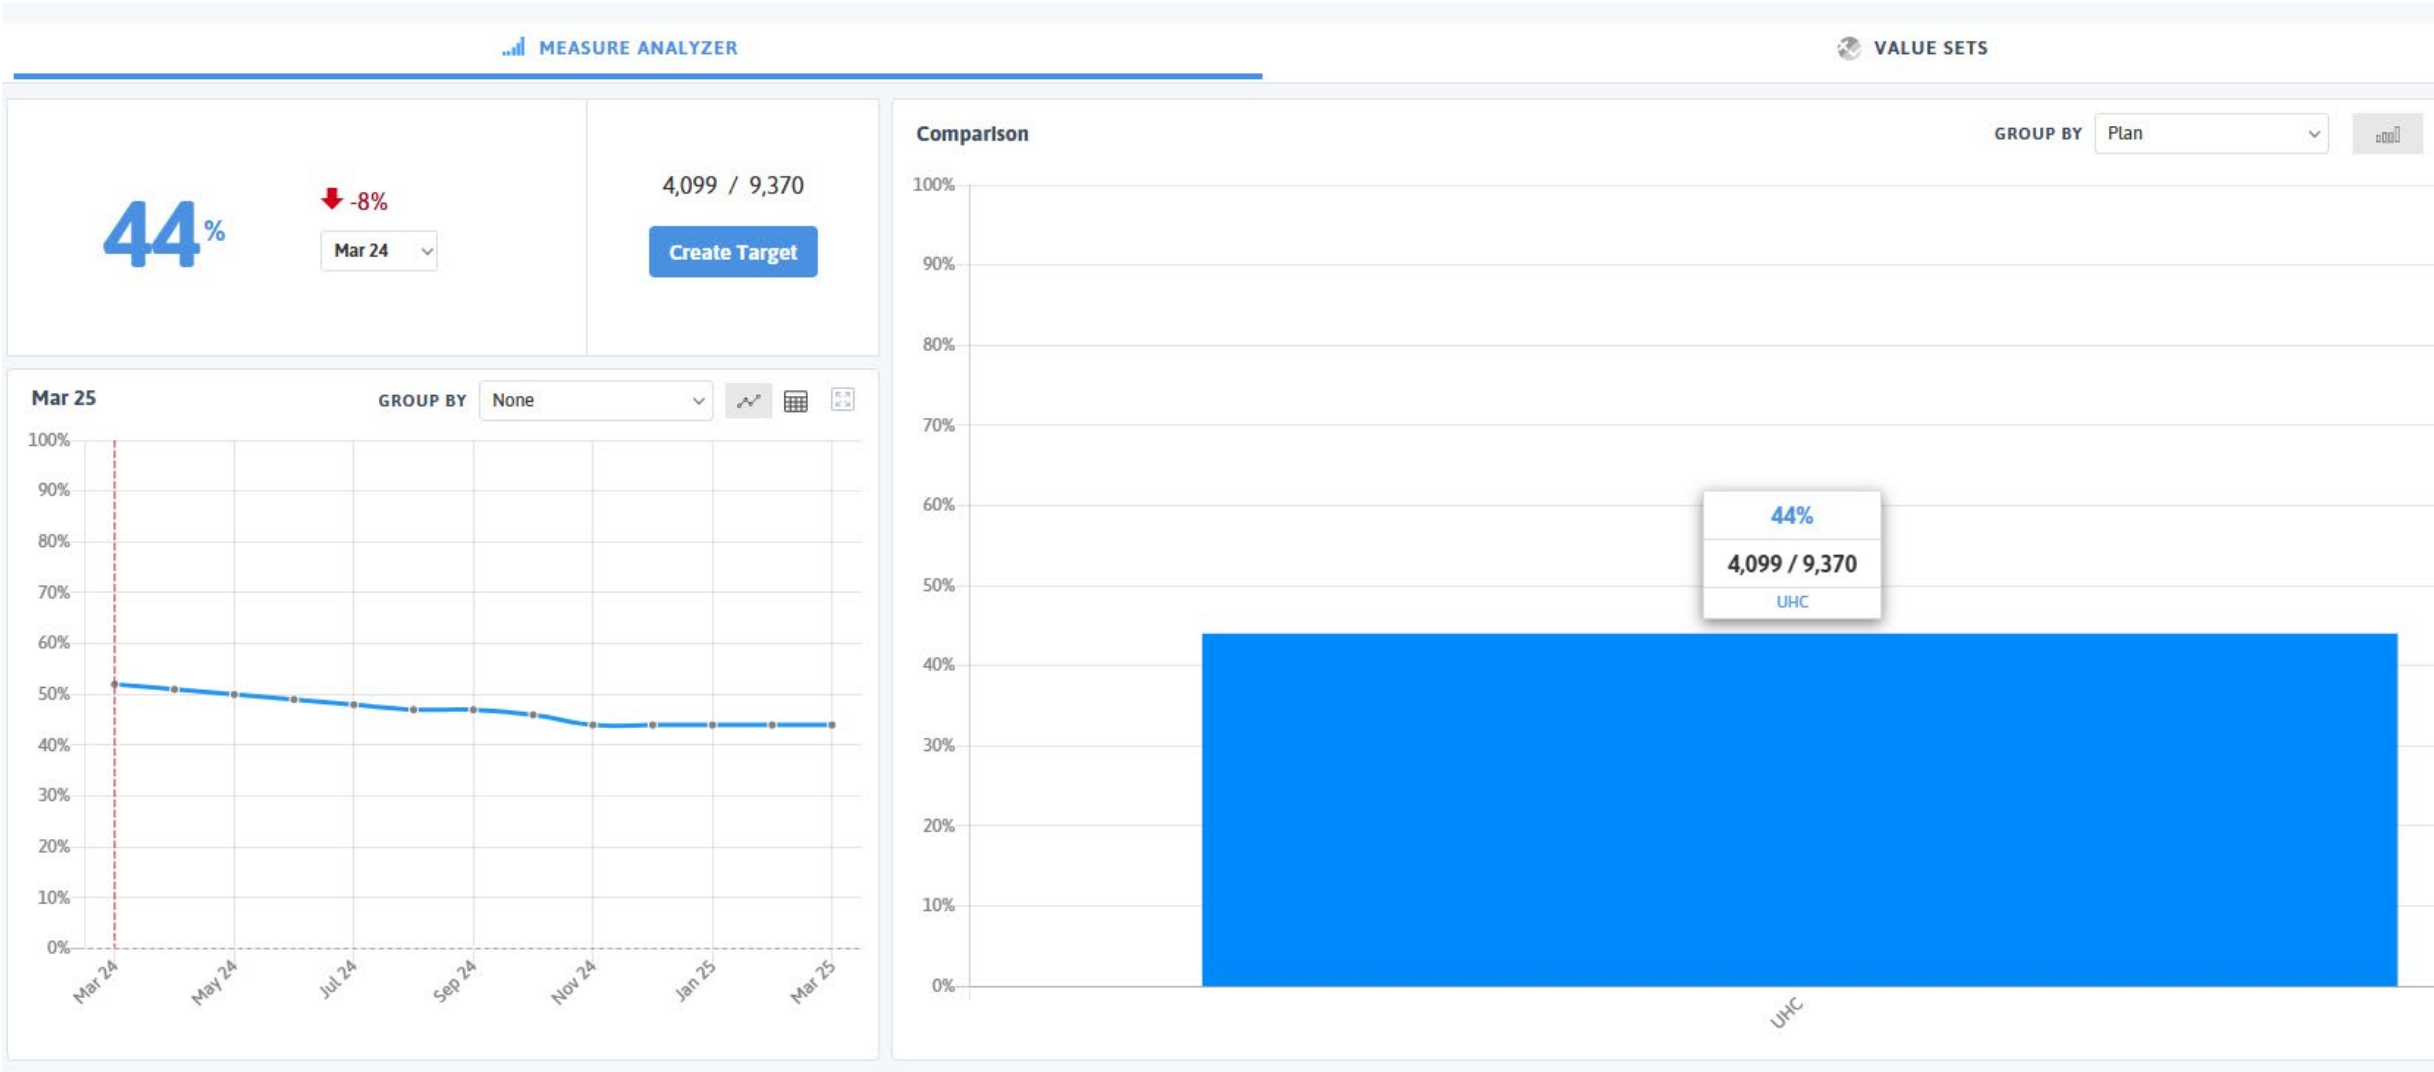 MEASURE ANALYZER
VALUE SETS
44%
-8%
Mar 24
4,099 / 9,370
Create Target
Mar 25
GROUP BY None
100%
90%
80%
70%
60%
50%
40%
30%
20%
10%
0%
Mar 24
May 24
Jul 24
Sep 24
Nov 24
Jan 25
Mar 25
Comparison
GROUP BY Plan
100%
90%
80%
70%
60%
50%
40%
30%
20%
10%
0%
44%
4,099 / 9,370
UHC
UHC